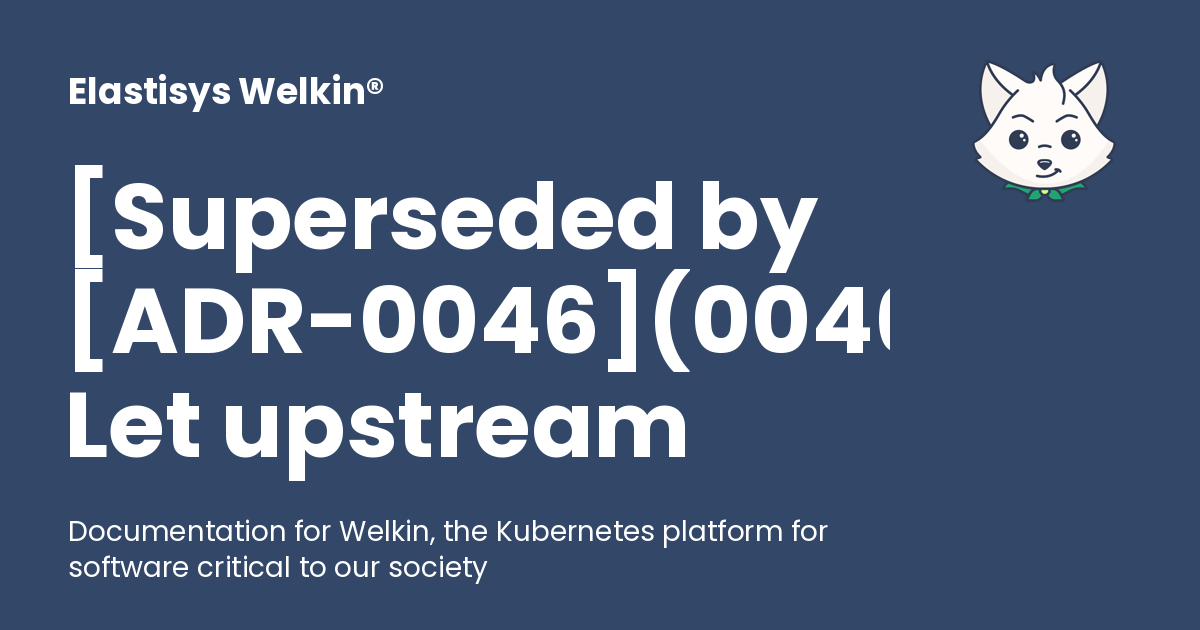 Elastisys Welkin®
[Superseded by
[ADR-0046](004
Let upstream
Documentation for Welkin, the Kubernetes platform for
software critical to our society